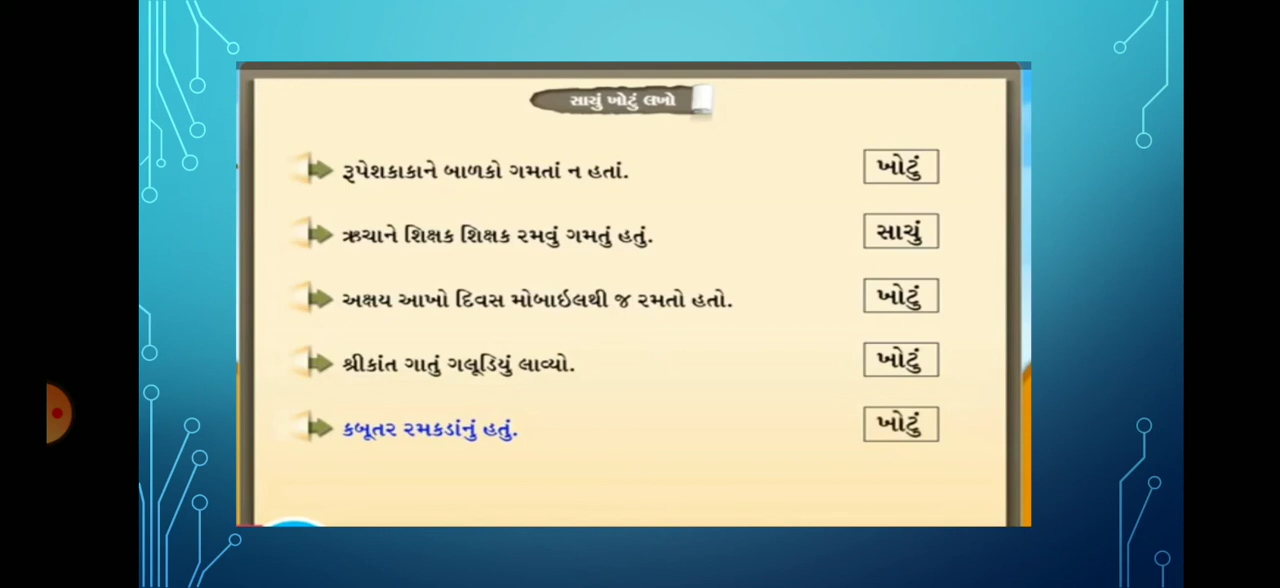 સાચું ખોટું લખો
રૂપેશકાકાને બાળકો ગમતાં ન હતાં. ખોટું
ઋચાને શિક્ષક શિક્ષક રમવું ગમતું હતું. સાચું
અક્ષય આખો દિવસ મોબાઇલથી જ રમતો હતો. ખોટું
શ્રીકાંત ગાતું ગલૂડિયું લાવ્યો. ખોટું
કબૂતર રમકડાંનું હતું. ખોટું